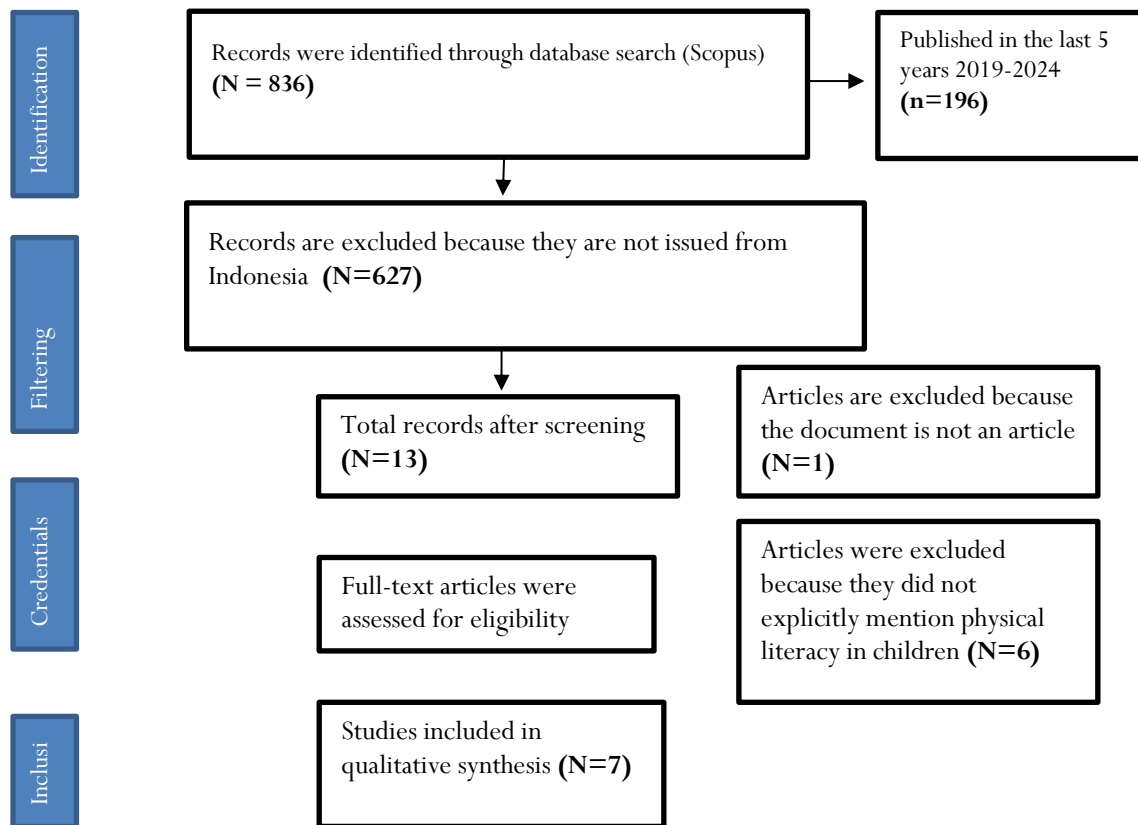 Identification
Records were identified through database search (Scopus)
(N = 836)
Published in the last 5
years 2019-2024
(n=196)
Filtering
Records are excluded because they are not issued from
Indonesia (N=627)
Total records after screening
(N=13)
Articles are excluded because
the document is not an article
(N=1)
Credentials
Full-text articles were
assessed for eligibility
Articles were excluded
because they did not
explicitly mention physical
literacy in children (N=6)
Inclusi
Studies included in
qualitative synthesis (N=7)